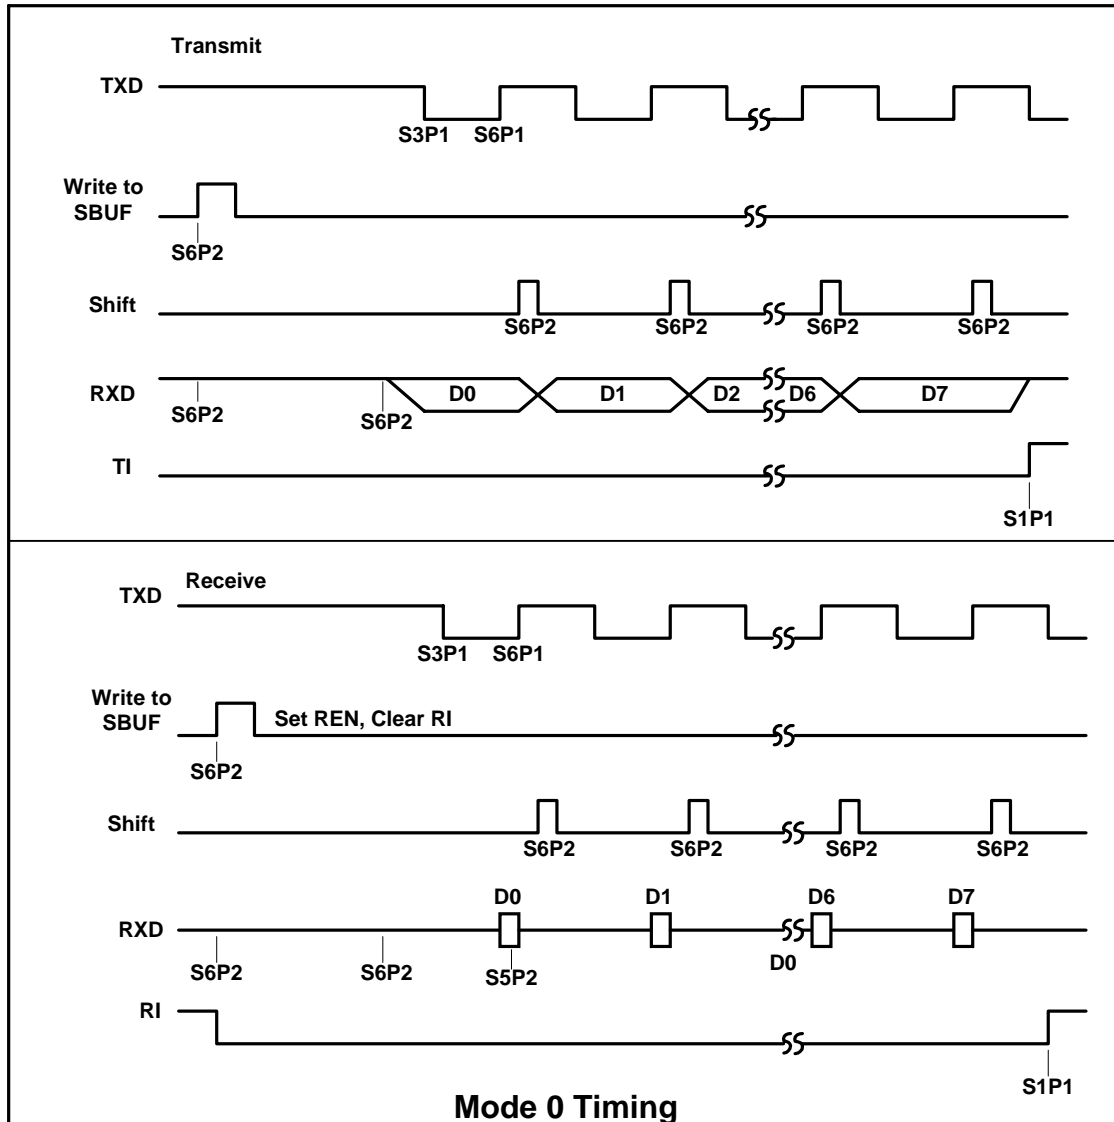 Transmit
TXD
S3P1 S6P1
Write to
SBUF
S6P2
Shift
S6P2 S6P2 S6P2 S6P2
RXD D0 D1 D2 D6 D7
S6P2 S6P2
TI
S1P1
Receive
TXD
S3P1 S6P1
Write to
SBUF Set REN, Clear RI
S6P2
Shift
S6P2 S6P2 S6P2 S6P2
D0 D1 D6 D7
RXD
D0
S6P2 S6P2 S5P2
RI
S1P1
Mode 0 Timing